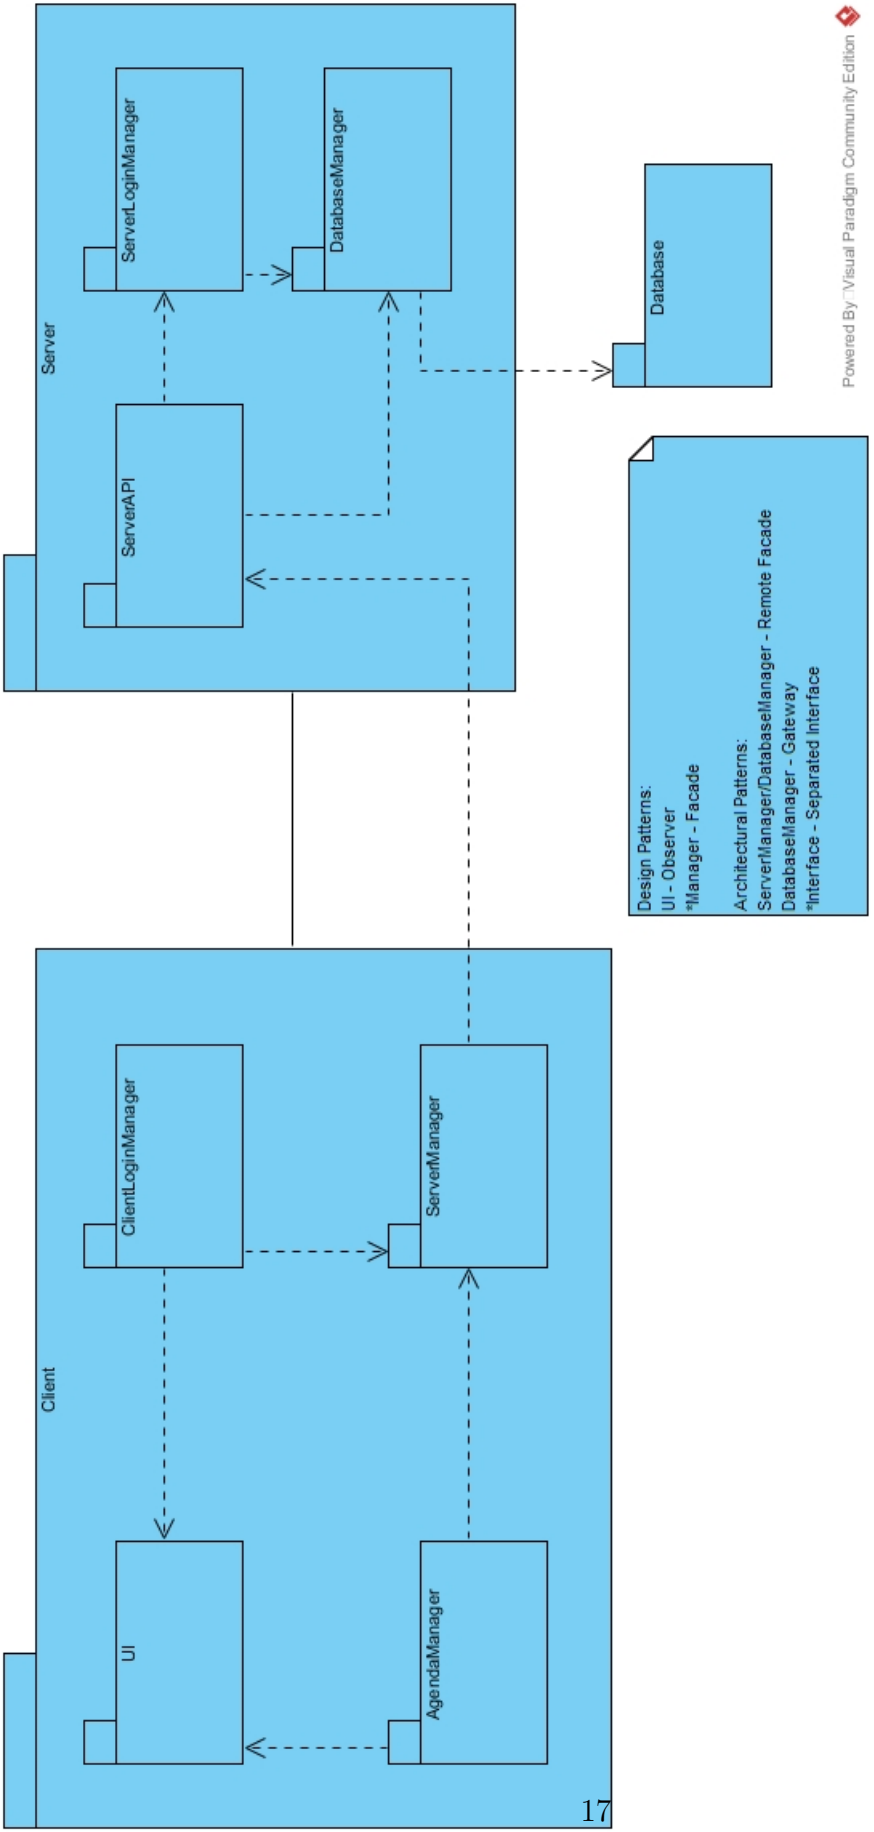 Client
UI
ClientLoginManager
AgendaManager
ServerManager
Server
ServerAPI
ServerLoginManager
DatabaseManager
Database
Design Patterns:
UI - Observer
*Manager - Facade
Architectural Patterns:
ServerManager/DatabaseManager - Remote Facade
DatabaseManager - Gateway
*Interface - Separated Interface
Powered By Visual Paradigm Community Edition
17